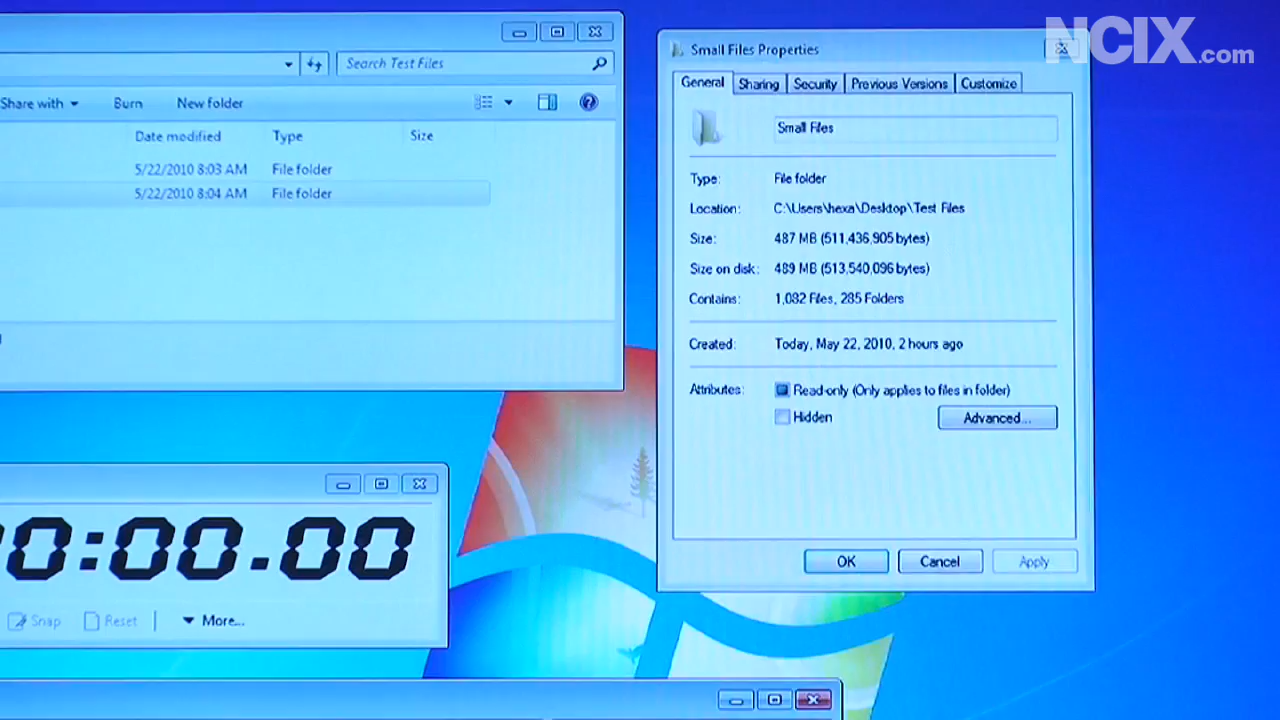 NCIX.com
Search Test Files
Share with
Burn
New folder
Date modified
Type
Size
5/22/2010 8:03 AM
File folder
5/22/2010 8:04 AM
File folder
Small Files Properties
General
Sharing
Security
Previous Versions
Customize
Small Files
Type:
File folder
Location:
C:\Users\hexa\Desktop\Test Files
Size:
487 MB (511,436,905 bytes)
Size on disk:
489 MB (513,540,096 bytes)
Contains:
1,082 Files, 285 Folders
Created:
Today, May 22, 2010, 2 hours ago
Attributes:
Read-only (Only applies to files in folder)
Hidden
Advanced...
OK
Cancel
Apply
0:00.00
Snap
Reset
More...